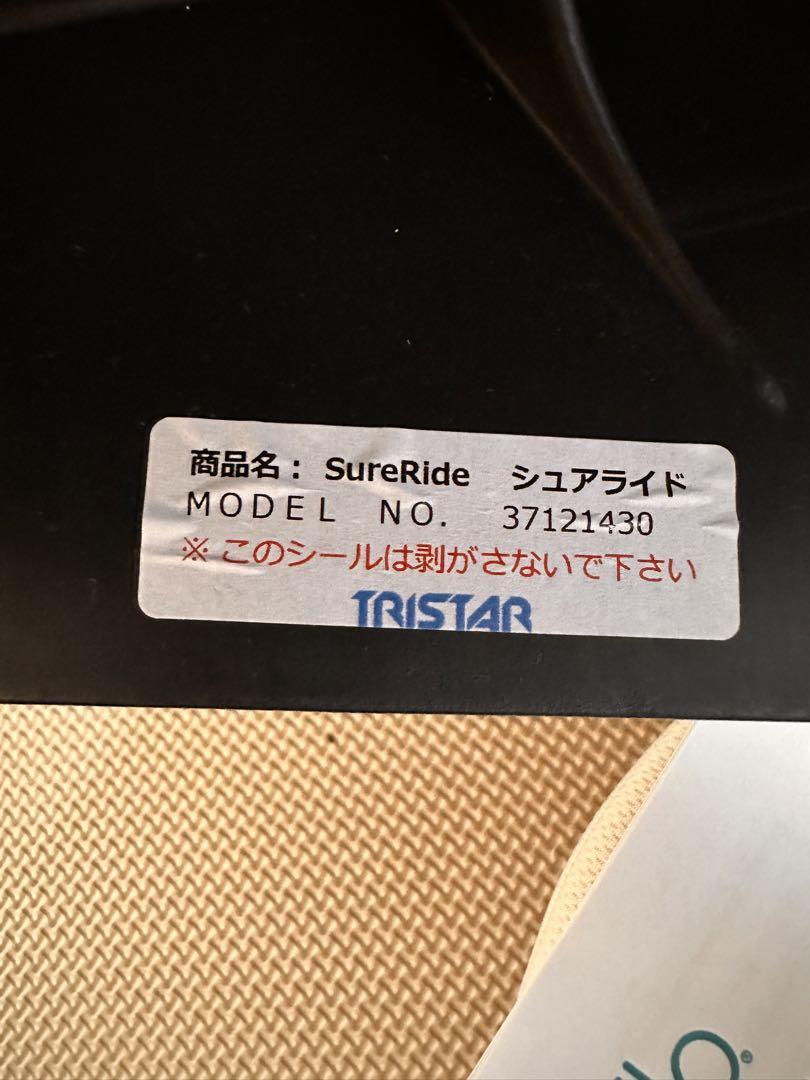 商品名： SureRide シュアライド
MODEL NO. 37121430
※このシールは剥がさないで下さい
TRISTAR